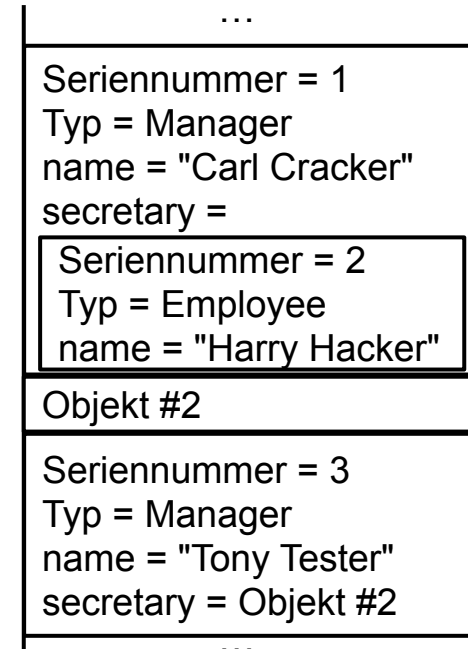 …
Seriennummer = 1
Typ = Manager
name = "Carl Cracker"
secretary =
Seriennummer = 2
Typ = Employee
name = "Harry Hacker"
Objekt #2
Seriennummer = 3
Typ = Manager
name = "Tony Tester"
secretary = Objekt #2
…